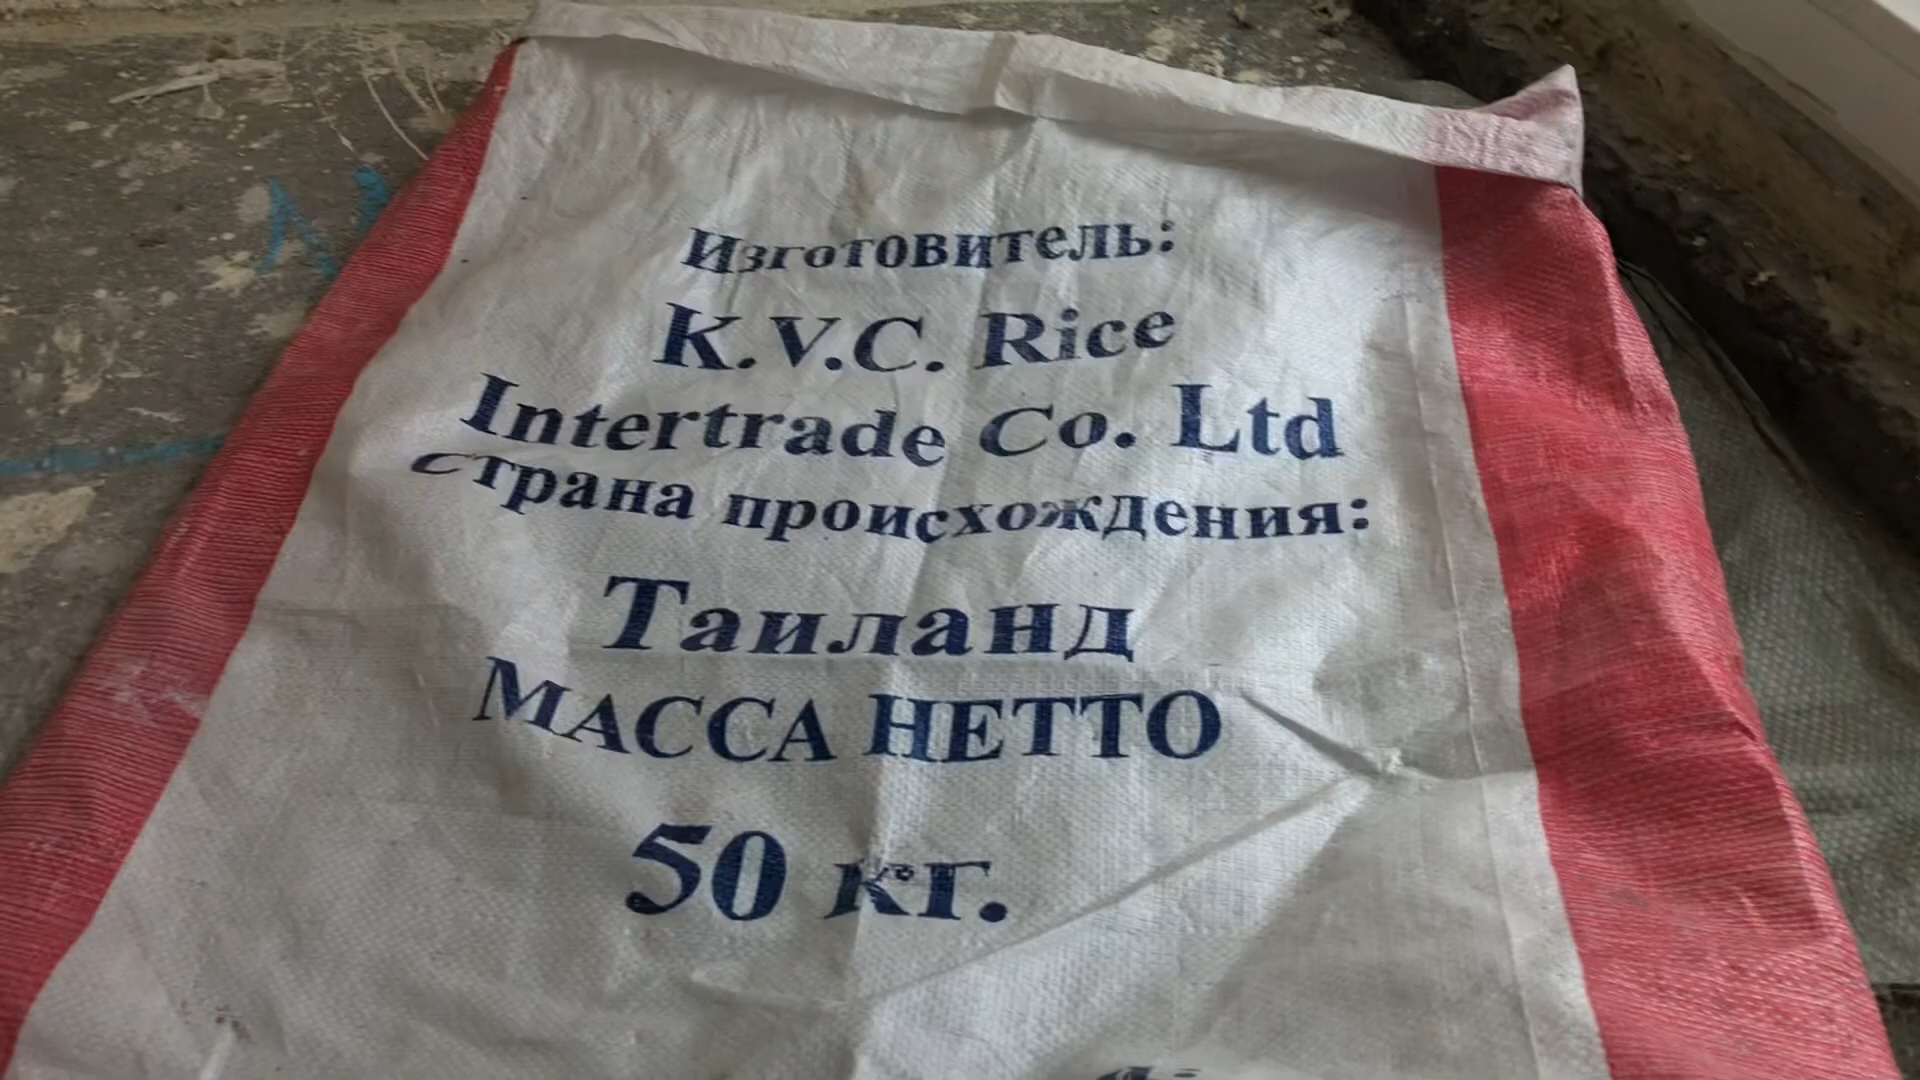 Изготовитель:
K.V.C. Rice
Intertrade Co. Ltd
страна происхождения:
Таиланд
МАССА НЕТТО
50 кг.